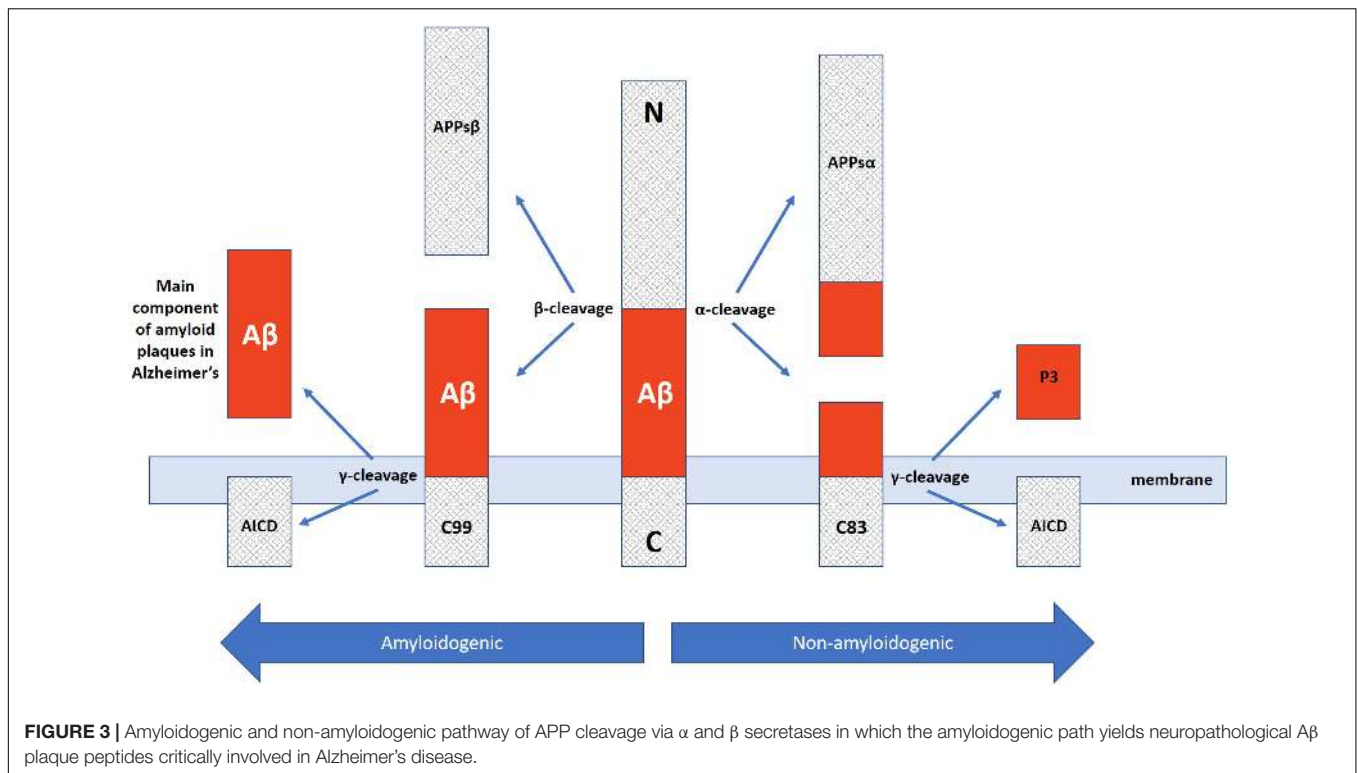 APPsβ
N
APPsα
Main
component
of amyloid
plaques in
Alzheimer's
Aβ
β-cleavage
α-cleavage
Aβ
Aβ
P3
γ-cleavage
γ-cleavage
membrane
AICD
C99
C
C83
AICD
Amyloidogenic
Non-amyloidogenic
FIGURE 3 | Amyloidogenic and non-amyloidogenic pathway of APP cleavage via α and β secretases in which the amyloidogenic path yields neuropathological Aβ
plaque peptides critically involved in Alzheimer's disease.